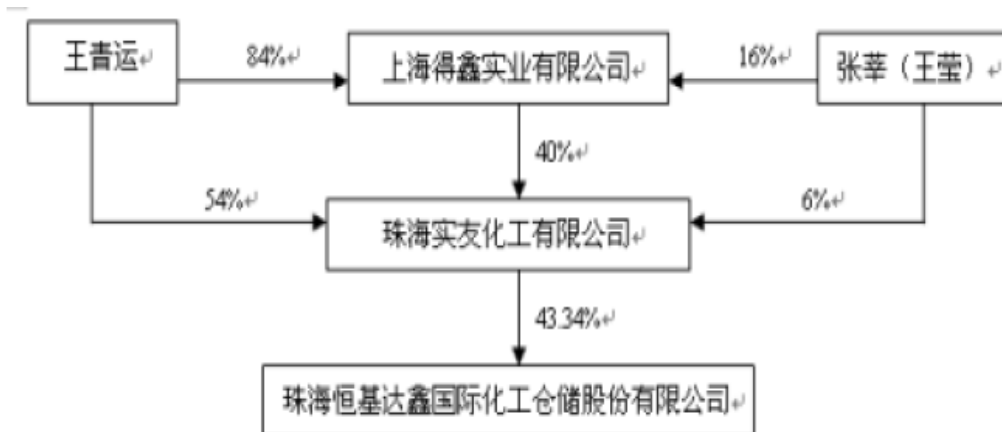 王青运
84%
上海得鑫实业有限公司
16%
张莘（王莹）
40%
54%
6%
珠海实友化工有限公司
43.34%
珠海恒基达鑫国际化工仓储股份有限公司